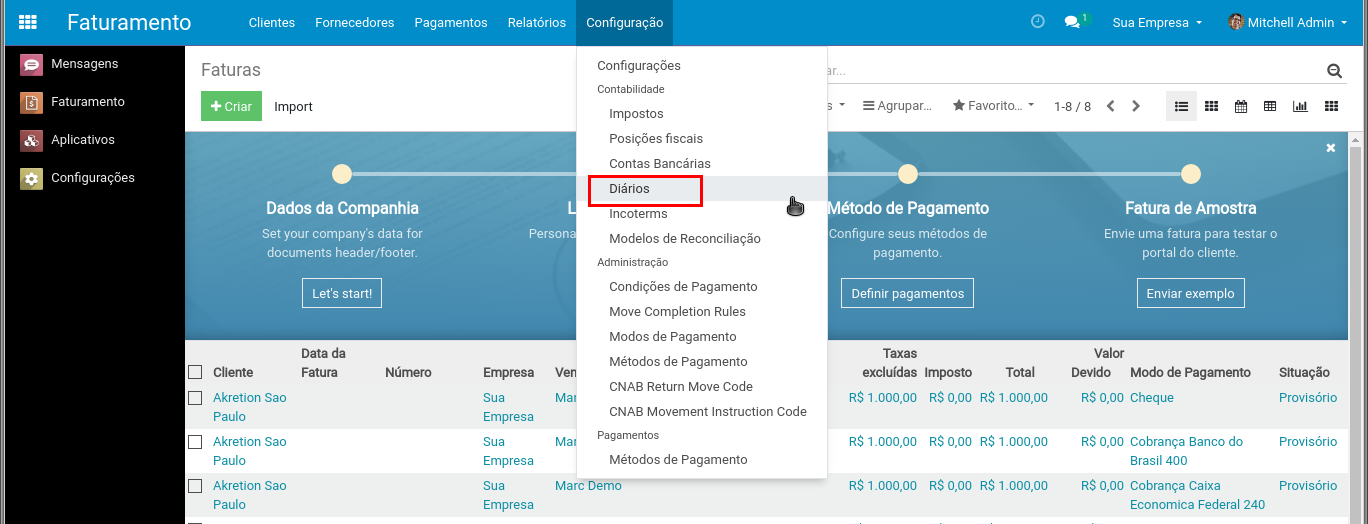 Faturamento
Clientes
Fornecedores
Pagamentos
Relatórios
Configuração
1
Sua Empresa
Mitchell Admin
Mensagens
Faturamento
Aplicativos
Configurações
Faturas
ar...
Criar
Import
s
Agrupar...
Favorito...
1-8 / 8
Configurações
Contabilidade
Impostos
Posições fiscais
Contas Bancárias
Diários
Incoterms
Modelos de Reconciliação
Administração
Condições de Pagamento
Move Completion Rules
Modos de Pagamento
Métodos de Pagamento
CNAB Return Move Code
CNAB Movement Instruction Code
Pagamentos
Métodos de Pagamento
Dados da Companhia
Set your company's data for
documents header/footer.
Let's start!
L
Persona
Método de Pagamento
Configure seus métodos de
pagamento.
Definir pagamentos
Fatura de Amostra
Envie uma fatura para testar o
portal do cliente.
Enviar exemplo
Cliente
Data da
Fatura
Número
Empresa
Ven
Taxas
excluídas
Imposto
Total
Valor
Devido
Modo de Pagamento
Situação
Akretion Sao
Paulo
Sua
Empresa
Mar
R$ 1.000,00
R$ 0,00
R$ 1.000,00
R$ 0,00
Cheque
Provisório
Akretion Sao
Paulo
Sua
Empresa
Mar
R$ 1.000,00
R$ 0,00
R$ 1.000,00
R$ 0,00
Cobrança Banco do
Brasil 400
Provisório
Akretion Sao
Paulo
Sua
Empresa
Marc Demo
R$ 1.000,00
R$ 0,00
R$ 1.000,00
R$ 0,00
Cobrança Caixa
Economica Federal 240
Provisório